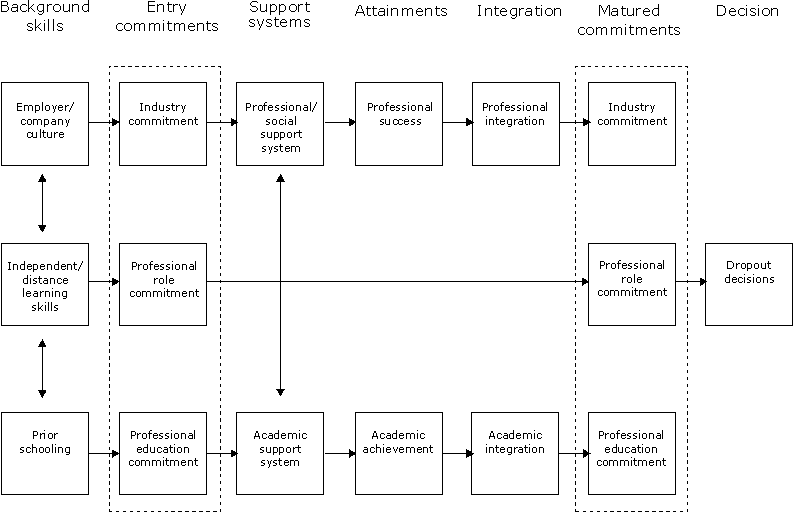 Background
skills
Entry
commitments
Support
systems
Attainments
Integration
Matured
commitments
Decision
Employer/
company
culture
Industry
commitment
Professional/
social
support
system
Professional
success
Professional
integration
Industry
commitment
Independent/
distance
learning
skills
Professional
role
commitment
Professional
role
commitment
Dropout
decisions
Prior
schooling
Professional
education
commitment
Academic
support
system
Academic
achievement
Academic
integration
Professional
education
commitment